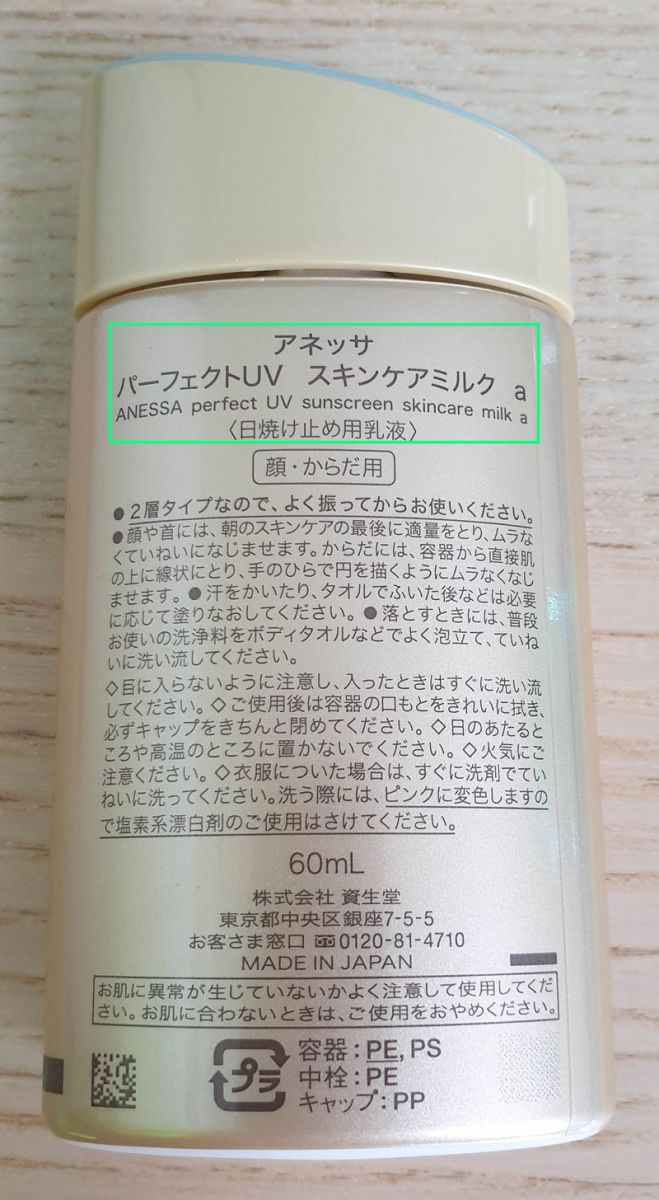 アネッサ
パーフェクトUV スキンケアミルク a
ANESSA perfect UV sunscreen skincare milk a
〈日焼け止め用乳液〉
顔・からだ用
●2層タイプなので、よく振ってからお使いください。
●顔や首には、朝のスキンケアの最後に適量をとり、ムラな
くていねいになじませます。からだには、容器から直接肌
の上に線状にとり、手のひらで円を描くようにムラなくなじ
ませます。●汗をかいたり、タオルでふいた後などは必要
に応じて塗りなおしてください。●落とすときには、普段
お使いの洗浄料をボディタオルなどでよく泡立て、ていね
いに洗い流してください。
◇目に入らないように注意し、入ったときはすぐに洗い流
してください。◇ご使用後は容器の口もとをきれいに拭き、
必ずキャップをきちんと閉めてください。◇日のあたると
ころや高温のところに置かないでください。◇火気にご
注意ください。◇衣服についた場合は、すぐに洗剤でてい
ねいに洗ってください。洗う際には、ピンクに変色しますの
で塩素系漂白剤のご使用はさけてください。
60mL
株式会社 資生堂
東京都中央区銀座7-5-5
お客さま窓口 0120-81-4710
MADE IN JAPAN
お肌に異常が生じていないかよく注意して使用してくだ
さい。お肌に合わないときは、ご使用をおやめください。
プラ
容器:PE, PS
中栓:PE
キャップ:PP